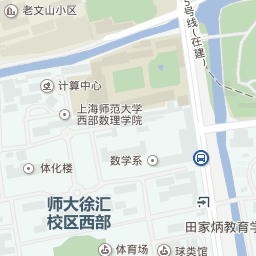 老文山小区
5号线(在建)
计算中心
上海师范大学
西部数理学院
体化楼
数学系
师大徐汇
校区西部
田家炳教育
体育场
球类馆